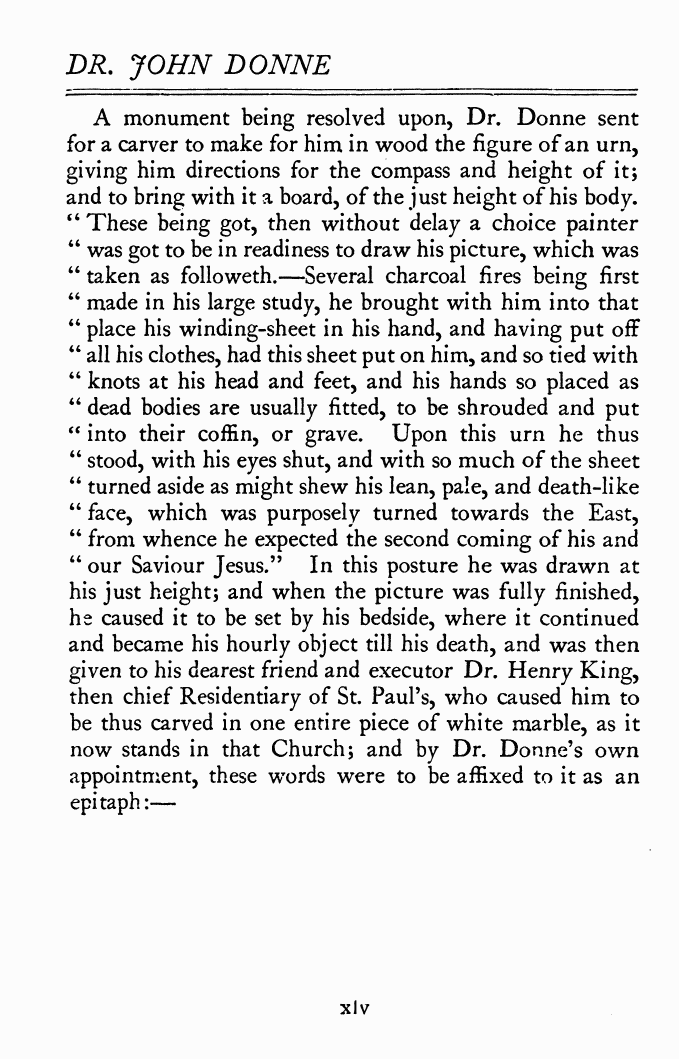 DR. JOHN DONNE
A monument being resolved upon, Dr. Donne sent
for a carver to make for him in wood the figure of an urn,
giving him directions for the compass and height of it;
and to bring with it a board, of the just height of his body.
“ These being got, then without delay a choice painter
“ was got to be in readiness to draw his picture, which was
“ taken as followeth.—Several charcoal fires being first
“ made in his large study, he brought with him into that
“ place his winding-sheet in his hand, and having put off
“ all his clothes, had this sheet put on him, and so tied with
“ knots at his head and feet, and his hands so placed as
“ dead bodies are usually fitted, to be shrouded and put
“ into their coffin, or grave. Upon this urn he thus
“ stood, with his eyes shut, and with so much of the sheet
“ turned aside as might shew his lean, pale, and death-like
“ face, which was purposely turned towards the East,
“ from whence he expected the second coming of his and
“ our Saviour Jesus.” In this posture he was drawn at
his just height; and when the picture was fully finished,
he caused it to be set by his bedside, where it continued
and became his hourly object till his death, and was then
given to his dearest friend and executor Dr. Henry King,
then chief Residentiary of St. Paul's, who caused him to
be thus carved in one entire piece of white marble, as it
now stands in that Church; and by Dr. Donne's own
appointment, these words were to be affixed to it as an
epitaph:—
xlv